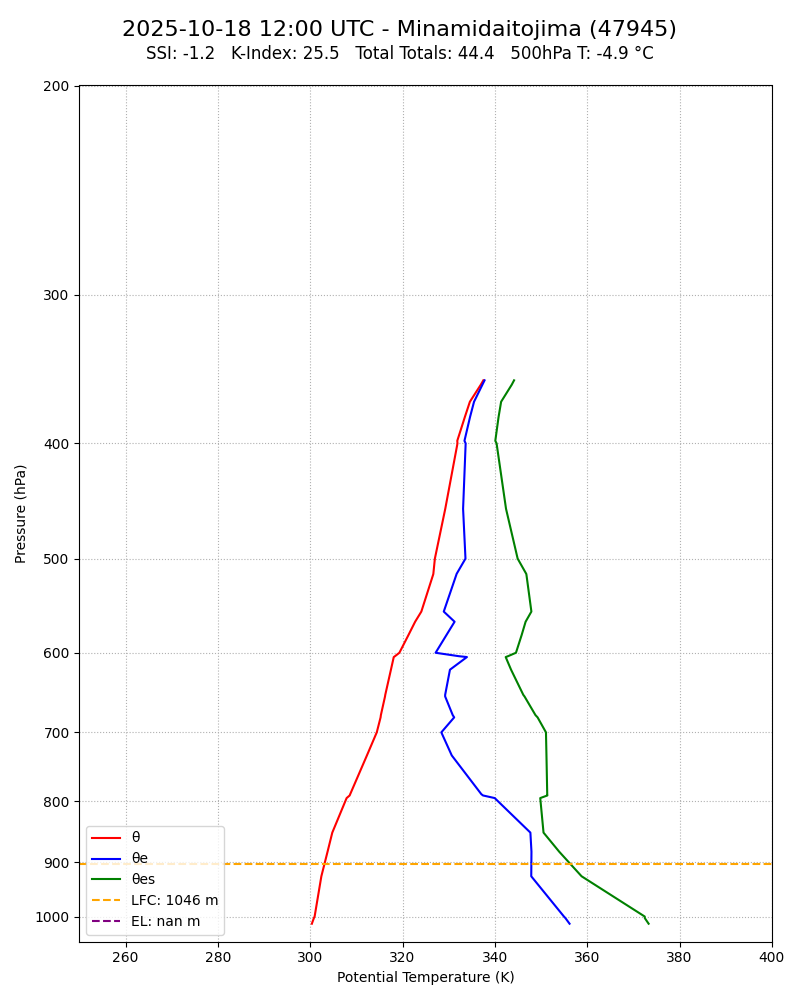 2025-10-18 12:00 UTC - Minamidaitojima (47945)
SSI: -1.2 K-Index: 25.5 Total Totals: 44.4 500hPa T: -4.9 °C
200
300
400
500
600
700
800
900
1000
Pressure (hPa)
θ
θe
θes
LFC: 1046 m
EL: nan m
260 280 300 320 340 360 380 400
Potential Temperature (K)